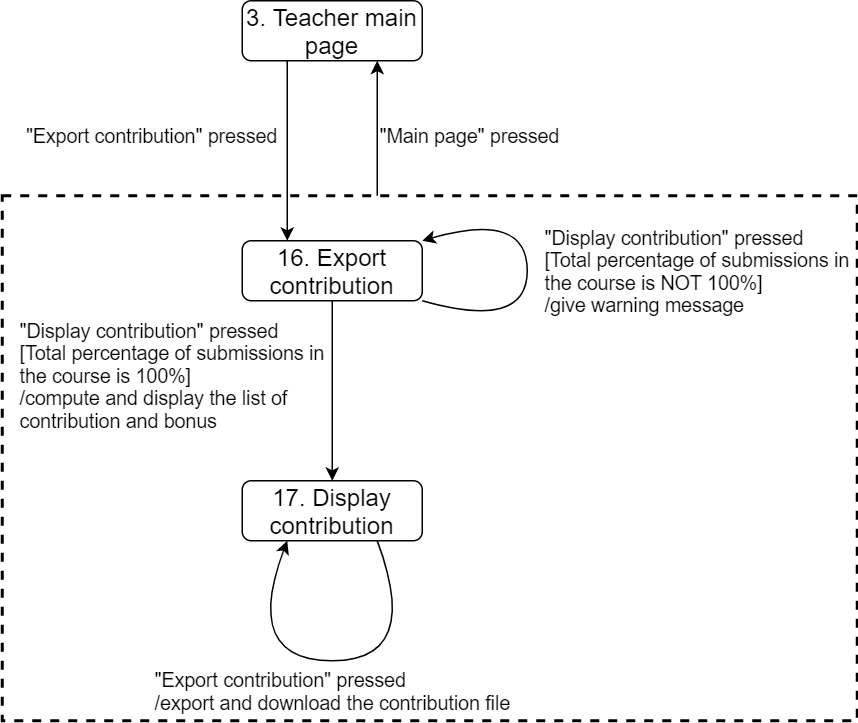 3. Teacher main
page
"Export contribution" pressed
"Main page" pressed
16. Export
contribution
"Display contribution" pressed
[Total percentage of submissions in
the course is NOT 100%]
/give warning message
"Display contribution" pressed
[Total percentage of submissions in
the course is 100%]
/compute and display the list of
contribution and bonus
17. Display
contribution
"Export contribution" pressed
/export and download the contribution file